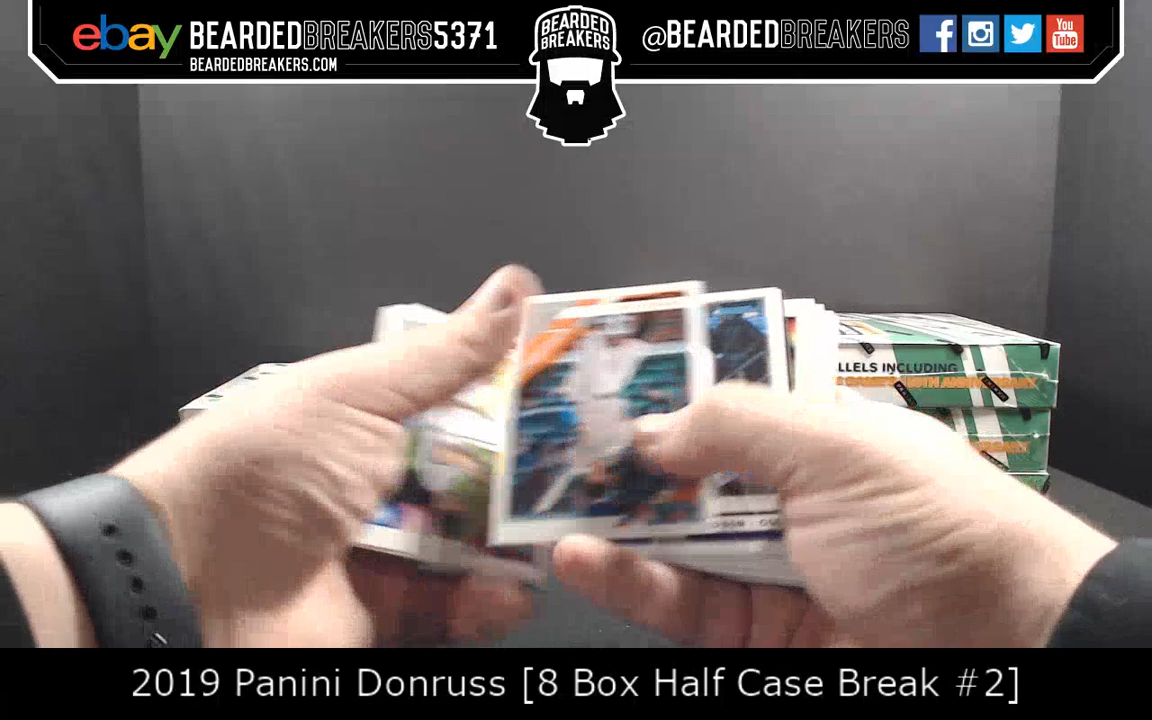 ebay BEARDEDBREAKERS5371
BEARDEDBREAKERS.COM
BEARDED
BREAKERS
@BEARDEDBREAKERS
f
You
Tube
LLELS INCLUDING
2019 Panini Donruss [8 Box Half Case Break #2]